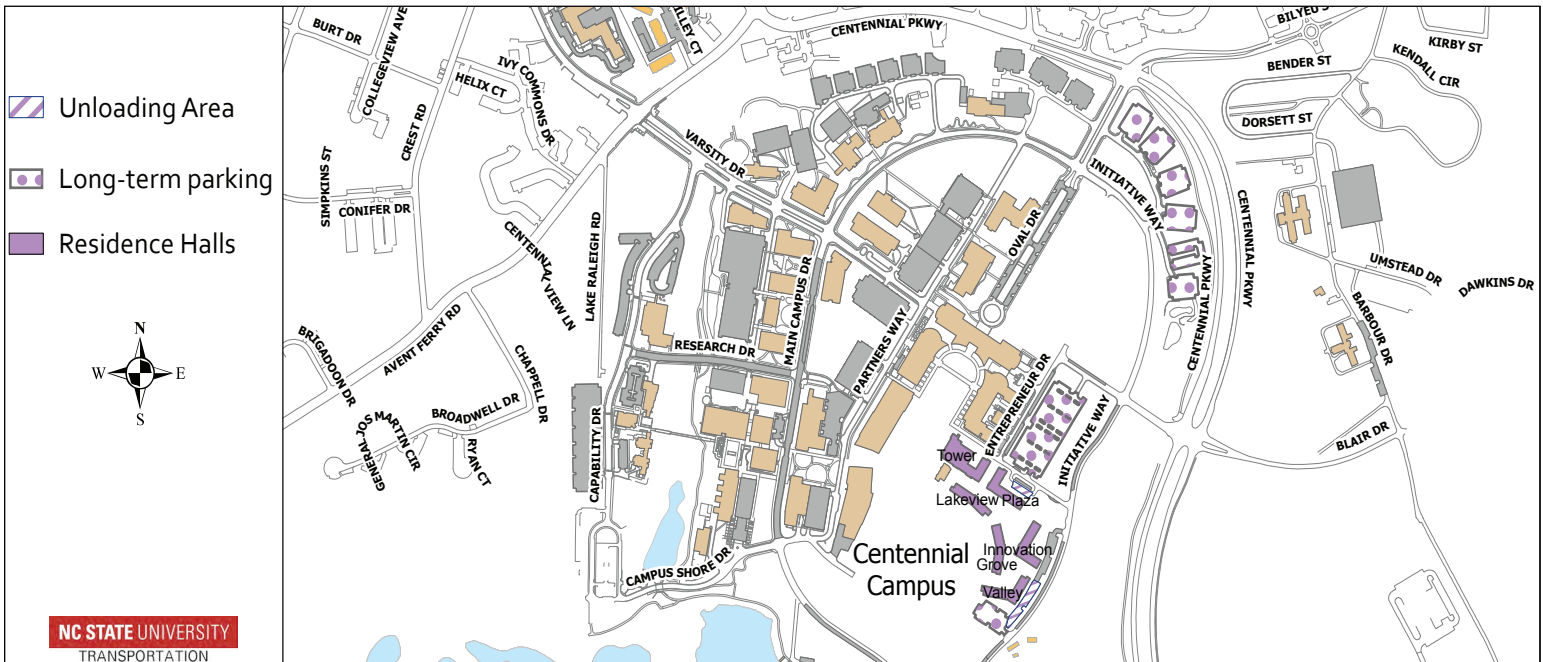 Unloading Area
Long-term parking
Residence Halls
N
W E
S
NC STATE UNIVERSITY
TRANSPORTATION
BURT DR
COLLEGEVIEW AVE
CREST RD
HELIX CT
IVY COMMONS DR
SIMPKINS ST
CONIFER DR
CENTENNIAL VIEW LN
LAKE RALEIGH RD
AVENT FERRY RD
BRIGADOON DR
CHAPPELL DR
BROADWELL DR
GENERAL JOS MARTIN CIR
RYAN CT
CAPABILITY DR
VARSITY DR
CENTENNIAL PKWY
RESEARCH DR
MAIN CAMPUS DR
PARTNERS WAY
OVAL DR
INITIATIVE WAY
CENTENNIAL PKWY
CENTENNIAL PKWY
BENDER ST
KIRBY ST
KENDALL CIR
DORSETT ST
UMSTEAD DR
DAWKINS DR
BARBOUR DR
BLAIR DR
ENTREPRENEUR DR
INITIATIVE WAY
CAMPUS SHORE DR
Tower
Lakeview Plaza
Innovation
Grove
Valley
Centennial
Campus